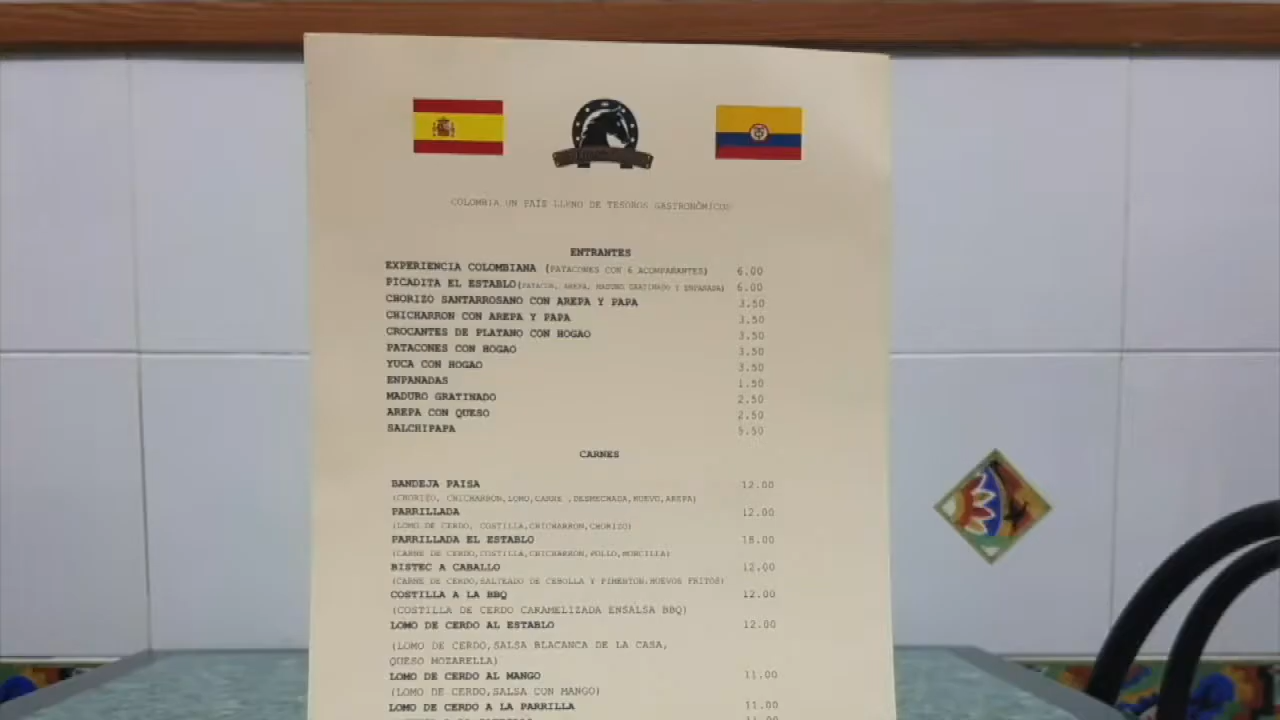 COLOMBIA UN PAÍS LLENO DE TESOROS GASTRONÓMICOS
ENTRANTES
EXPERIENCIA COLOMBIANA (PATACONES CON 6 ACOMPAÑANTES) 6.00
PICADITA EL ESTABLO(PATACON, AREPA, MADURO GRATINADO Y ENPANADA) 6.00
CHORIZO SANTARROSANO CON AREPA Y PAPA 3.50
CHICHARRON CON AREPA Y PAPA 3.50
CROCANTES DE PLATANO CON HOGAO 3.50
PATACONES CON HOGAO 3.50
YUCA CON HOGAO 3.50
ENPANADAS 1.50
MADURO GRATINADO 2.50
AREPA CON QUESO 2.50
SALCHIPAPA 5.50
CARNES
BANDEJA PAISA 12.00
(CHORIZO, CHICHARRÓN,LOMO,CARNE ,DESMECHADA,HUEVO,AREPA)
PARRILLADA 12.00
(LOMO DE CERDO, COSTILLA,CHICHARRON,CHORIZO)
PARRILLADA EL ESTABLO 18.00
(CARNE DE CERDO,COSTILLA,CHICHARRON,POLLO,MORCILLA)
BISTEC A CABALLO 12.00
(CARNE DE CERDO,SALTEADO DE CEBOLLA Y PIMENTON.HUEVOS FRITOS)
COSTILLA A LA BBQ 12.00
(COSTILLA DE CERDO CARAMELIZADA ENSALSA BBQ)
LOMO DE CERDO AL ESTABLO 12.00
(LOMO DE CERDO,SALSA BLACANCA DE LA CASA,
QUESO MOZARELLA)
LOMO DE CERDO AL MANGO 11.00
(LOMO DE CERDO,SALSA CON MANGO)
LOMO DE CERDO A LA PARRILLA 11.00